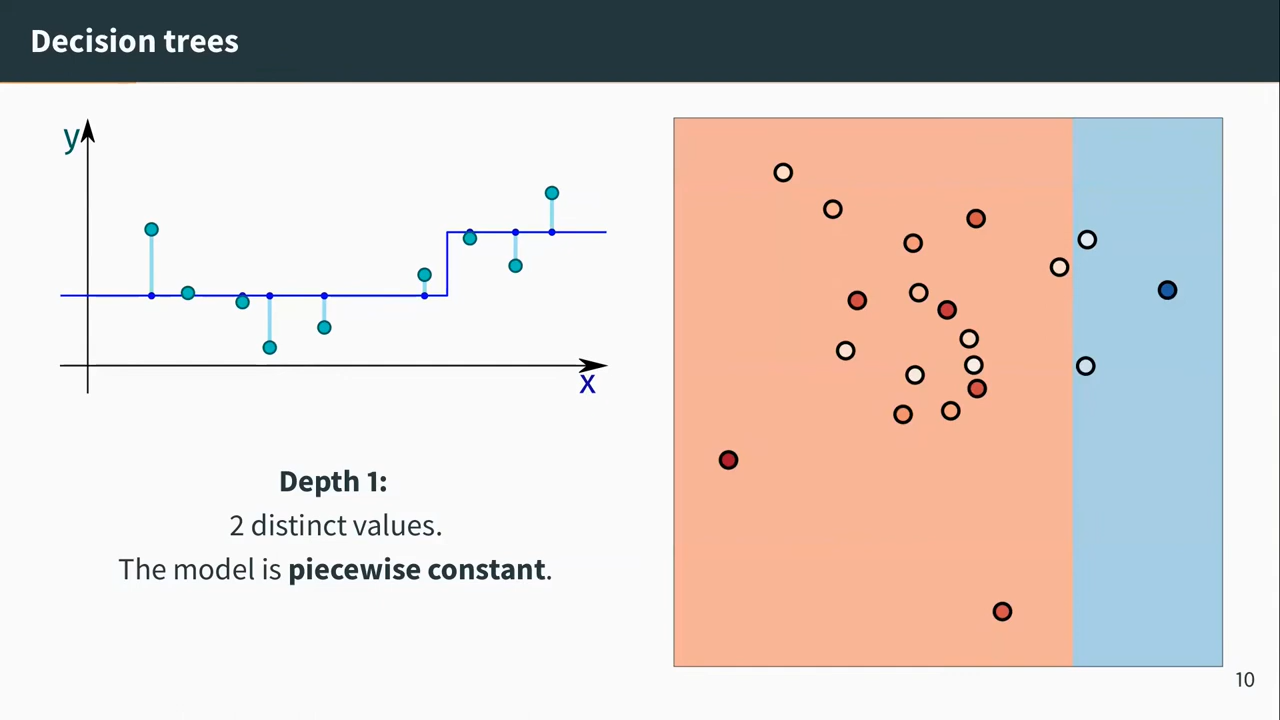 Decision trees
y
x
Depth 1:
2 distinct values.
The model is piecewise constant.
10